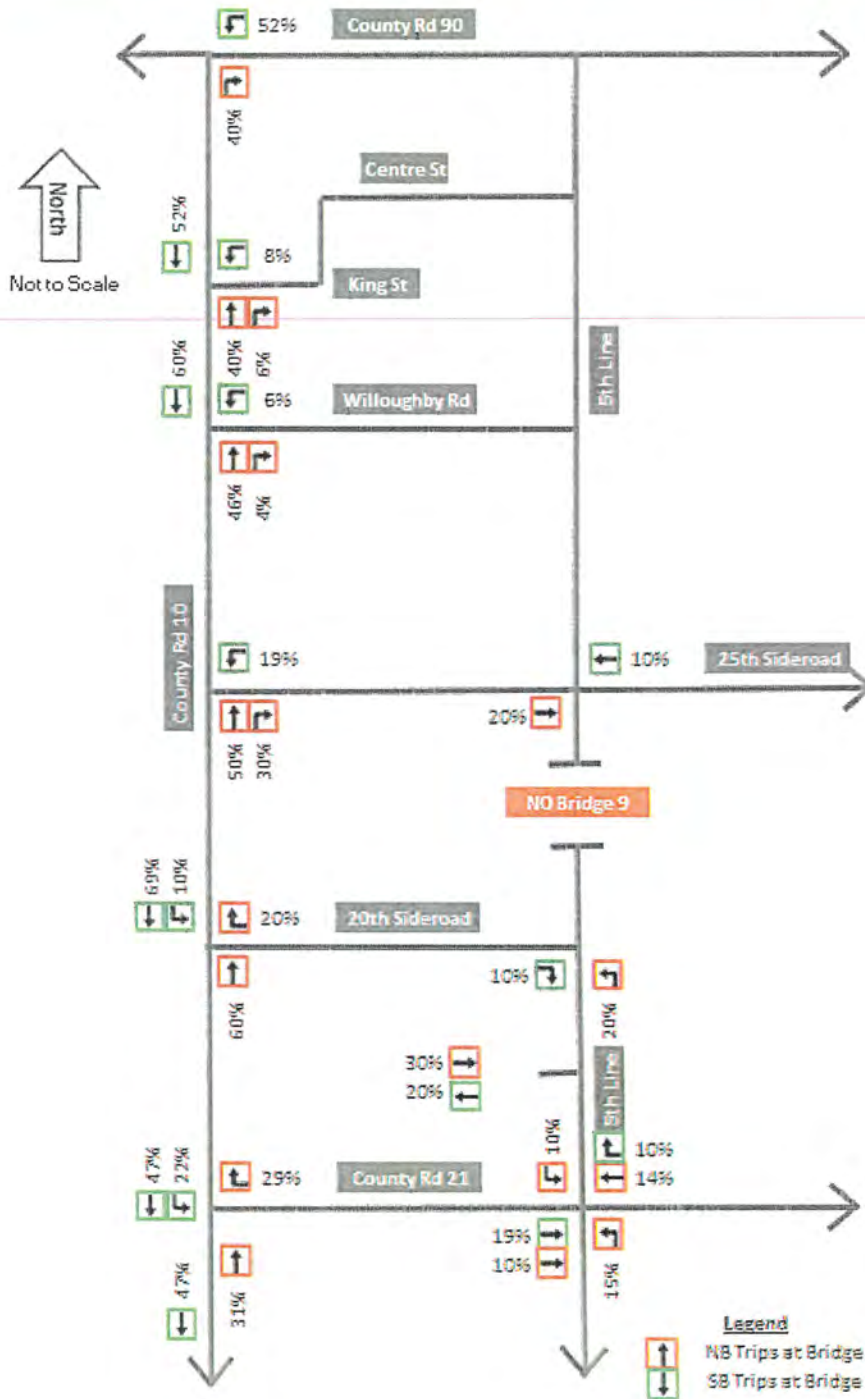 52% County Rd 90
40%
North
Not to Scale
Centre St
52%
8%
King St
40% 6%
60%
6% Willoughby Rd
5th Line
46% 4%
County Rd 10
19%
10% 25th Sideroad
20%
50% 30%
NO Bridge 9
69% 10%
20% 20th Sideroad
10%
60%
20%
30%
20%
5th Line
10%
10%
47% 22%
29% County Rd 21
14%
19%
10%
15%
47%
31%
Legend
NB Trips at Bridge
SB Trips at Bridge